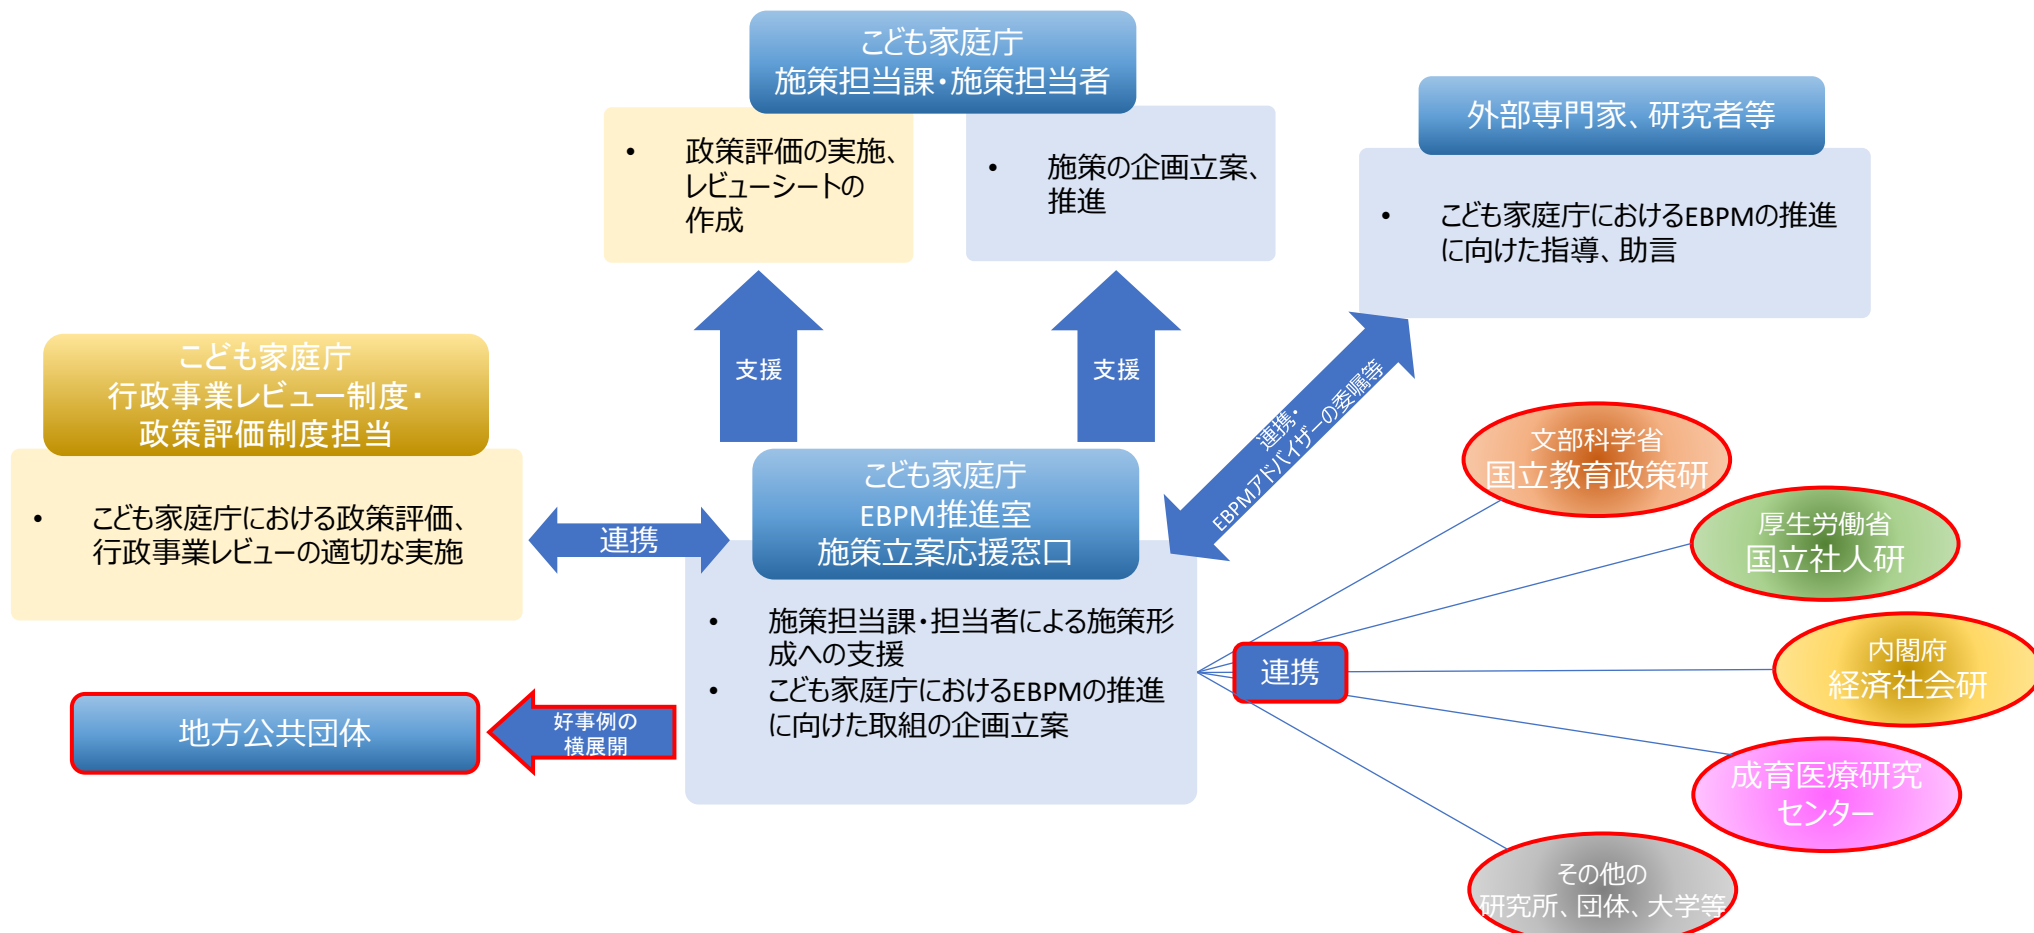 こども家庭庁
施策担当課・施策担当者
• 政策評価の実施、
レビューシートの
作成
• 施策の企画立案、
推進
外部専門家、研究者等
• こども家庭庁におけるEBPMの推進
に向けた指導、助言
支援
支援
連携・
EBPMアドバイザーの委嘱等
こども家庭庁
行政事業レビュー制度・
政策評価制度担当
• こども家庭庁における政策評価、
行政事業レビューの適切な実施
連携
こども家庭庁
EBPM推進室
施策立案応援窓口
• 施策担当課・担当者による施策形
成への支援
• こども家庭庁におけるEBPMの推進
に向けた取組の企画立案
地方公共団体
好事例の
横展開
連携
文部科学省
国立教育政策研
厚生労働省
国立社人研
内閣府
経済社会研
成育医療研究
センター
その他の
研究所、団体、大学等